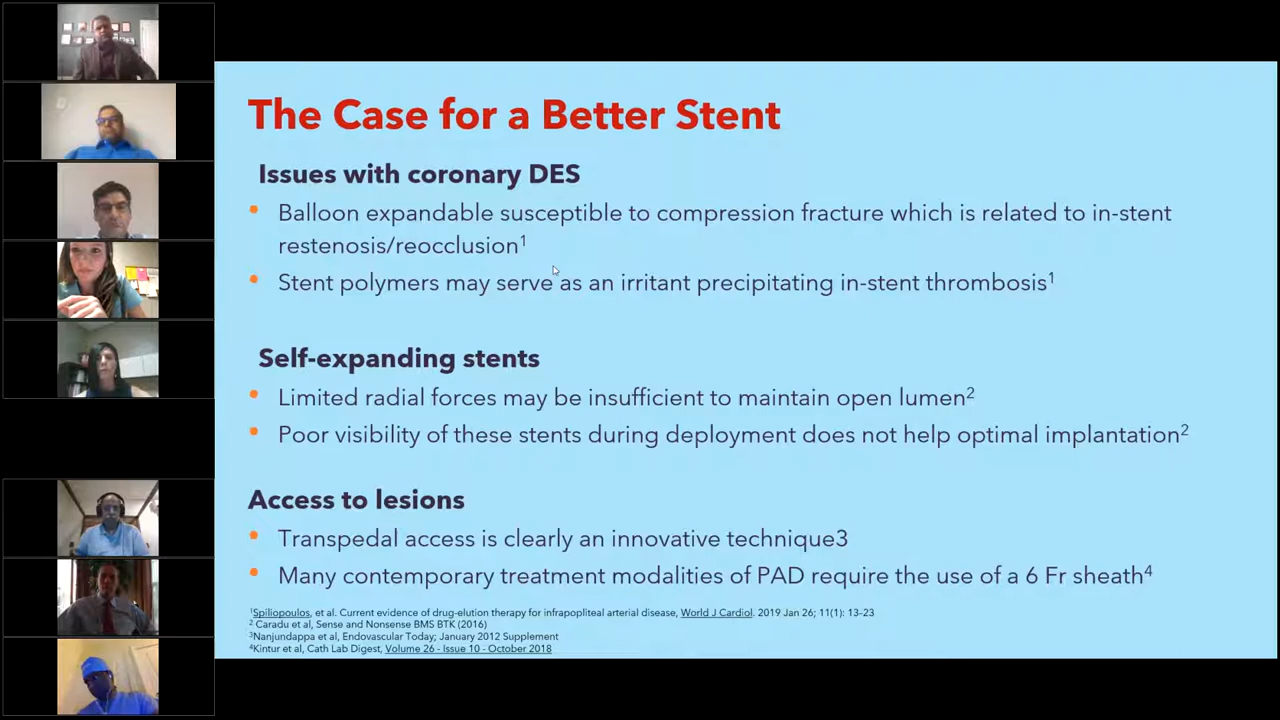 The Case for a Better Stent
Issues with coronary DES
• Balloon expandable susceptible to compression fracture which is related to in-stent
restenosis/reocclusion¹
• Stent polymers may serve as an irritant precipitating in-stent thrombosis¹
Self-expanding stents
• Limited radial forces may be insufficient to maintain open lumen²
• Poor visibility of these stents during deployment does not help optimal implantation²
Access to lesions
• Transpedal access is clearly an innovative technique3
• Many contemporary treatment modalities of PAD require the use of a 6 Fr sheath⁴
¹Spiliopoulos, et al. Current evidence of drug-elution therapy for infrapopliteal arterial disease, World J Cardiol. 2019 Jan 26; 11(1): 13-23
² Caradu et al, Sense and Nonsense BMS BTK (2016)
³Nanjundappa et al, Endovascular Today; January 2012 Supplement
⁴Kintur et al, Cath Lab Digest, Volume 26 - Issue 10 - October 2018